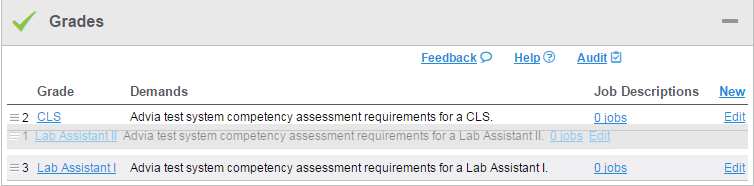 Grades
Feedback Help Audit
Grade Demands Job Descriptions New
2 CLS Advia test system competency assessment requirements for a CLS. 0 jobs Edit
1 Lab Assistant II Advia test system competency assessment requirements for a Lab Assistant II. 0 jobs Edit
3 Lab Assistant I Advia test system competency assessment requirements for a Lab Assistant I. 0 jobs Edit